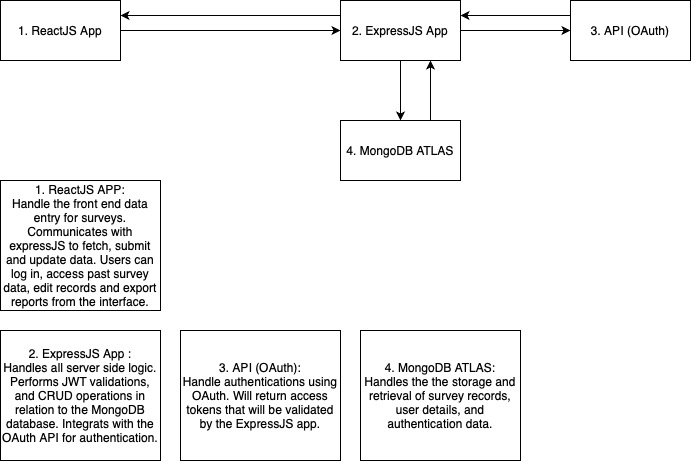 1. ReactJS App
2. ExpressJS App
3. API (OAuth)
4. MongoDB ATLAS
1. ReactJS APP:
Handle the front end data
entry for surveys.
Communicates with
expressJS to fetch, submit
and update data. Users can
log in, access past survey
data, edit records and export
reports from the interface.
2. ExpressJS App :
Handles all server side logic.
Performs JWT validations,
and CRUD operations in
relation to the MongoDB
database. Integrats with the
OAuth API for authentication.
3. API (OAuth):
Handle authentications using
OAuth. Will return access
tokens that will be validated
by the ExpressJS app.
4. MongoDB ATLAS:
Handles the the storage and
retrieval of survey records,
user details, and
authentication data.